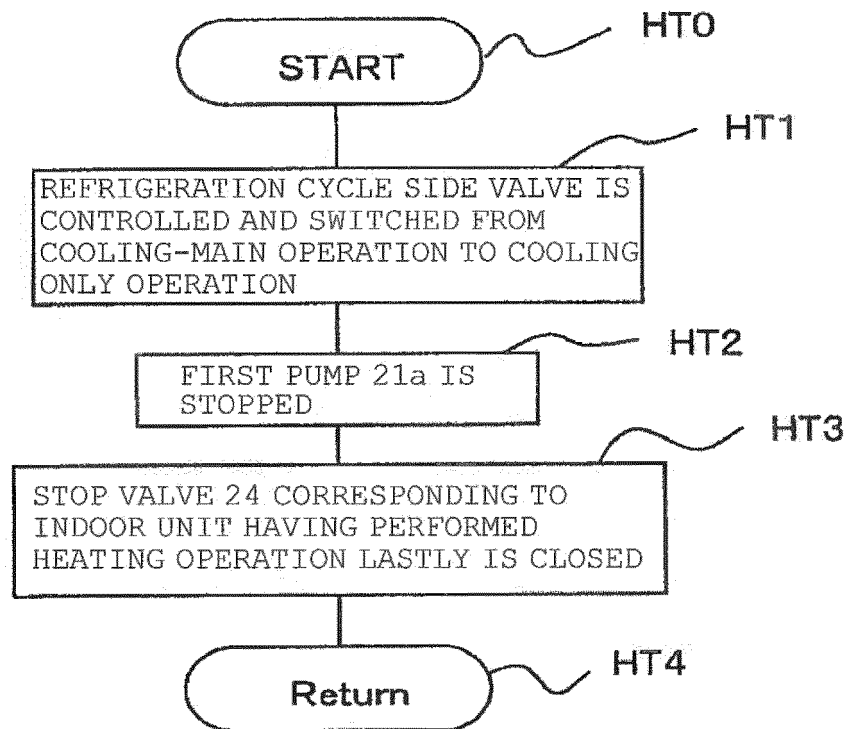 HT0
START
HT1
REFRIGERATION CYCLE SIDE VALVE IS
CONTROLLED AND SWITCHED FROM
COOLING-MAIN OPERATION TO COOLING
ONLY OPERATION
HT2
FIRST PUMP 21a IS
STOPPED
HT3
STOP VALVE 24 CORRESPONDING TO
INDOOR UNIT HAVING PERFORMED
HEATING OPERATION LASTLY IS CLOSED
HT4
Return